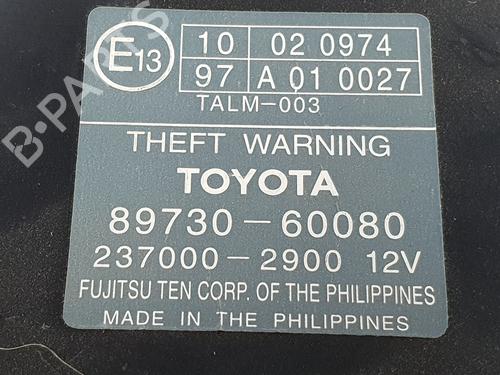 E13
10 02 0974
97 A 01 0027
TALM-003
THEFT WARNING
TOYOTA
89730-60080
237000-2900 12V
FUJITSU TEN CORP. OF THE PHILIPPINES
MADE IN THE PHILIPPINES
B-PARTS